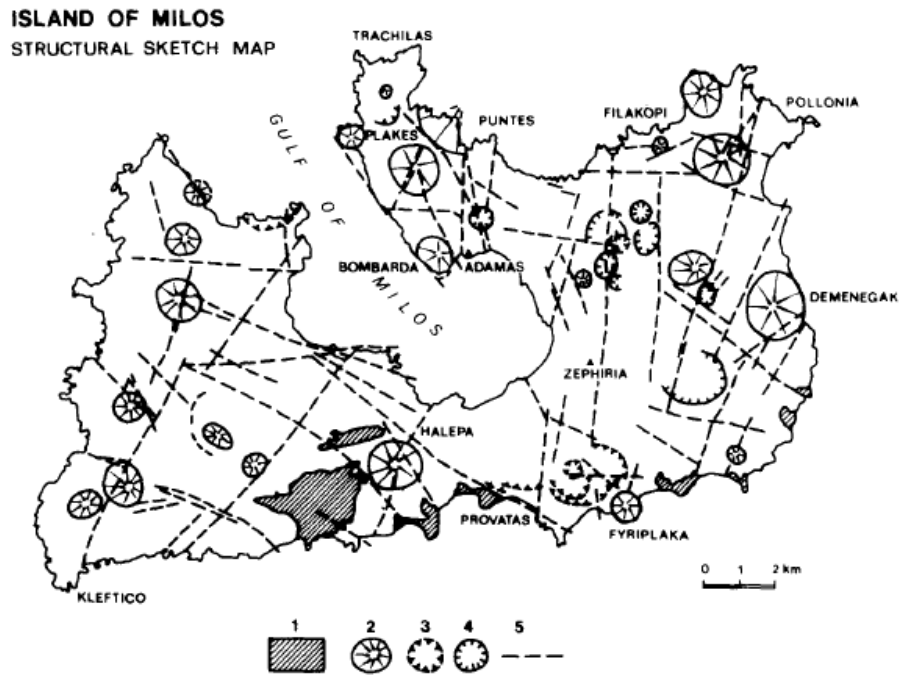 ISLAND OF MILOS
STRUCTURAL SKETCH MAP
TRACHILAS
PLAKES
PUNTES
FILAKOPI
POLLONIA
GULF OF MILOS
BOMBARDA
ADAMAS
DEMENEGAK
ZEPHIRIA
HALEPA
PROVATAS
FYRIPLAKA
KLEFTICO
0 1 2 km
1 2 3 4 5